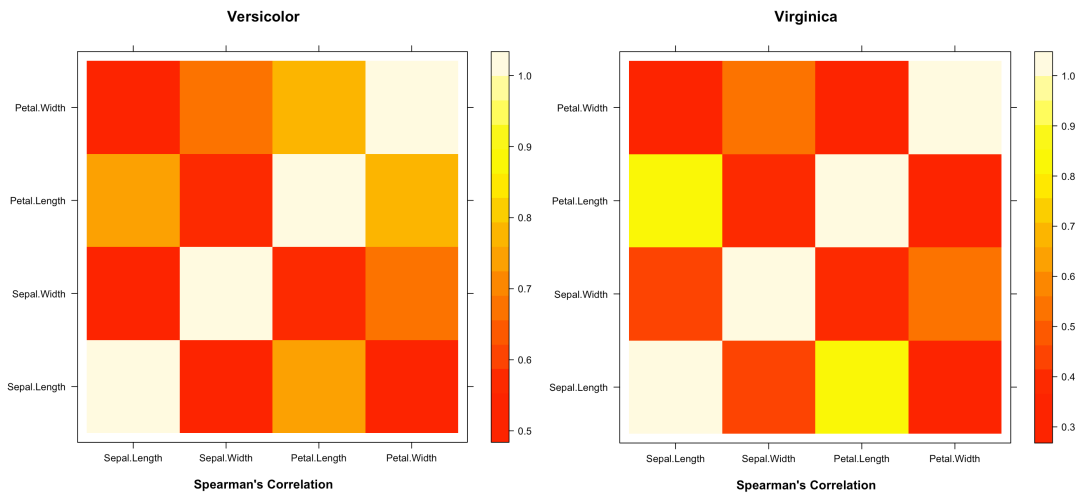 Versicolor
Petal.Width
Petal.Length
Sepal.Width
Sepal.Length
Sepal.Length Sepal.Width Petal.Length Petal.Width
Spearman's Correlation
1.0
0.9
0.8
0.7
0.6
0.5
Virginica
Petal.Width
Petal.Length
Sepal.Width
Sepal.Length
Sepal.Length Sepal.Width Petal.Length Petal.Width
Spearman's Correlation
1.0
0.9
0.8
0.7
0.6
0.5
0.4
0.3